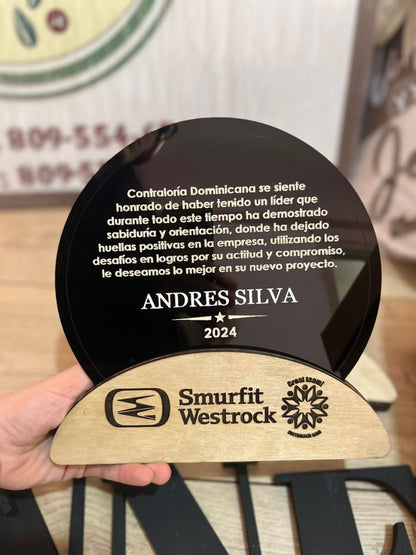 809-554-
809-5
Contraloría Dominicana se siente
honrado de haber tenido un líder que
durante todo este tiempo ha demostrado
sabiduría y orientación, donde ha dejado
huellas positivas en la empresa, utilizando los
desafíos en logros por su actitud y compromiso,
le deseamos lo mejor en su nuevo proyecto.
ANDRES SILVA
2024
Smurfit
Westrock
Great team!